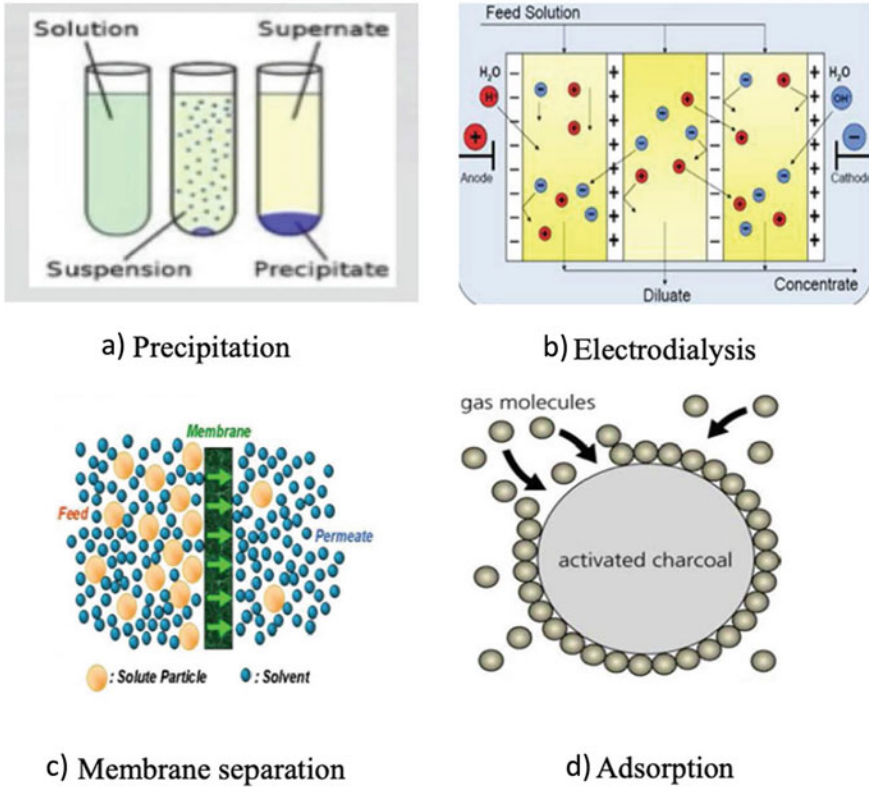 Solution Supernate
Suspension Precipitate
a) Precipitation
Feed Solution
H₂O H₂O
H OH
+ −
Anode Cathode
Concentrate
Diluate
b) Electrodialysis
Membrane
Feed
Permeate
: Solute Particle : Solvent
c) Membrane separation
gas molecules
activated charcoal
d) Adsorption